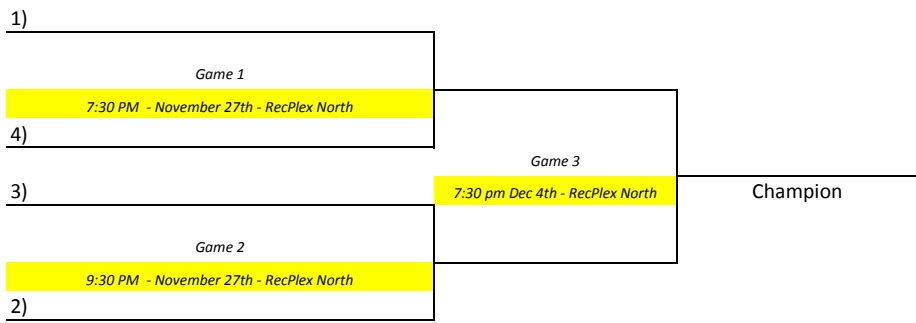 1)
Game 1
7:30 PM - November 27th - RecPlex North
4)
Game 3
3)
7:30 pm Dec 4th - RecPlex North
Champion
Game 2
9:30 PM - November 27th - RecPlex North
2)